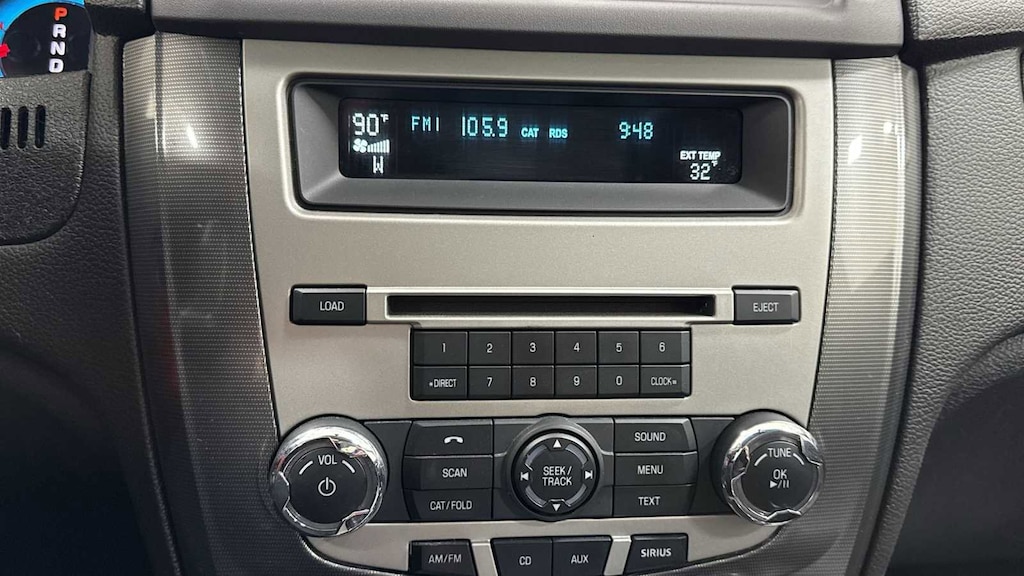 P
R
N
D
90°F FM1 105.9 CAT RDS 9:48
W
EXT TEMP
32°
LOAD EJECT
1 2 3 4 5 6
*DIRECT 7 8 9 0 CLOCK
VOL SOUND TUNE
SCAN SEEK/ MENU OK
TRACK
CAT/FOLD TEXT
AM/FM CD AUX SIRIUS